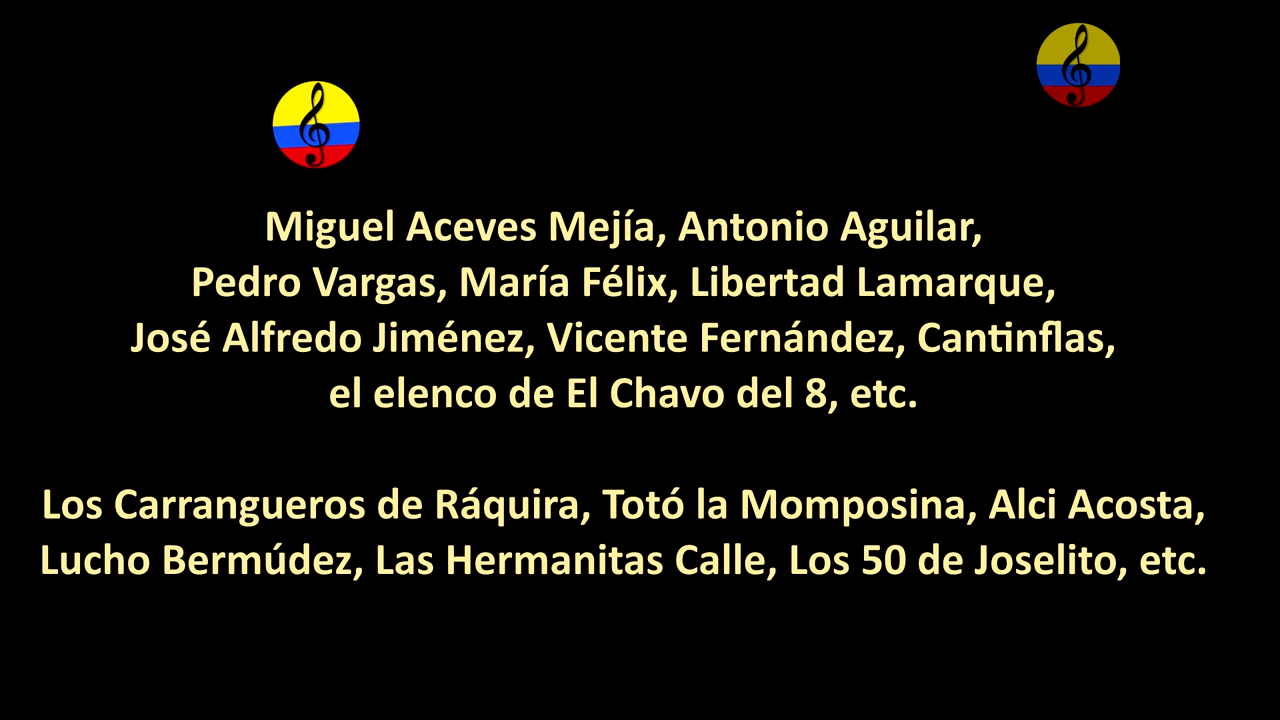 Miguel Aceves Mejía, Antonio Aguilar,
Pedro Vargas, María Félix, Libertad Lamarque,
José Alfredo Jiménez, Vicente Fernández, Cantinflas,
el elenco de El Chavo del 8, etc.
Los Carrangueros de Ráquira, Totó la Momposina, Alci Acosta,
Lucho Bermúdez, Las Hermanitas Calle, Los 50 de Joselito, etc.